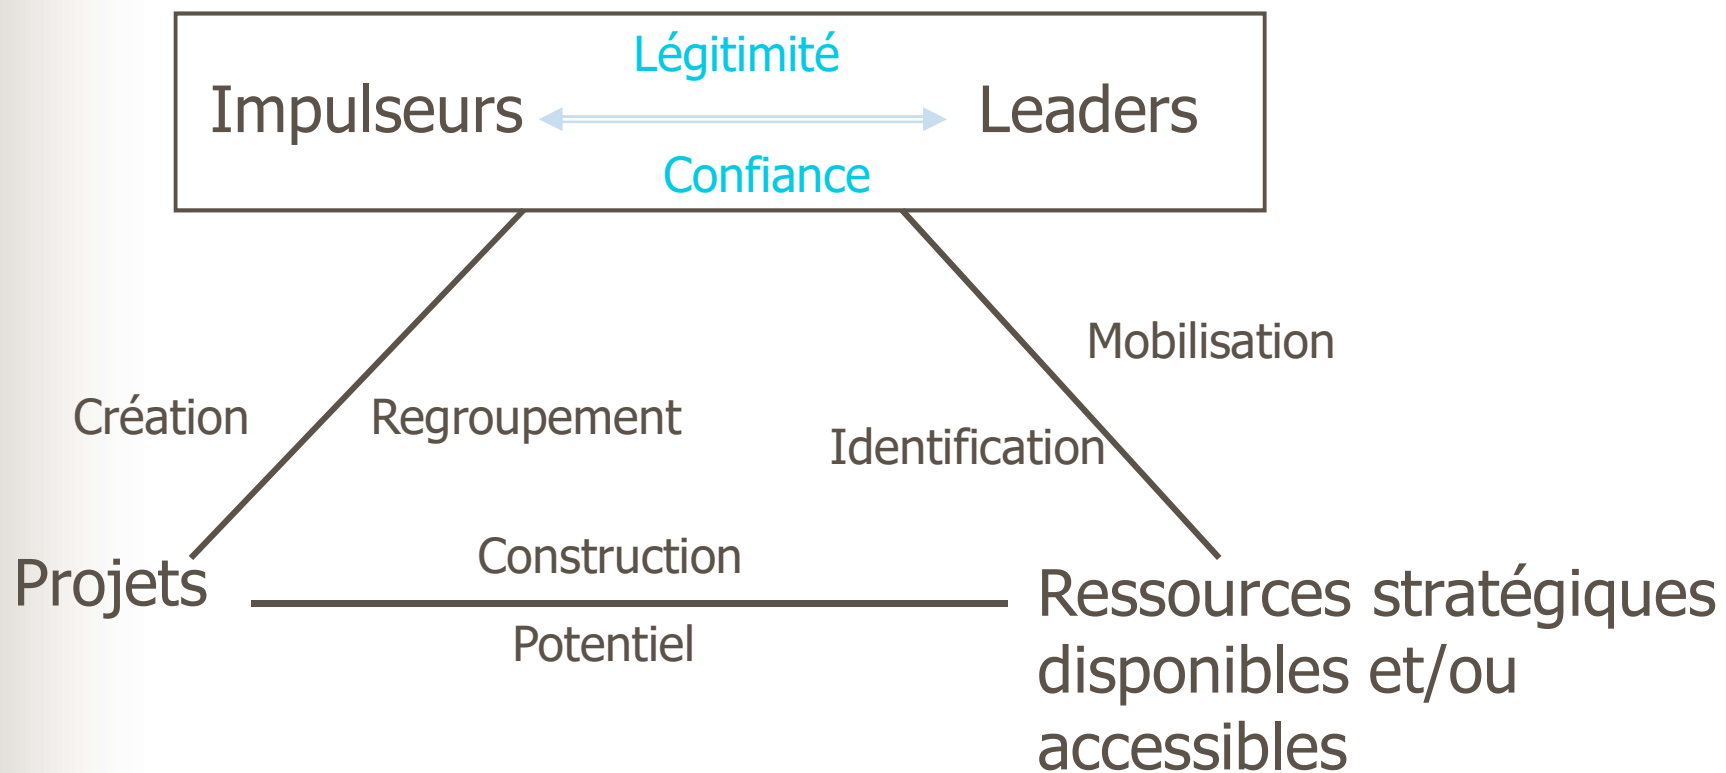 Légitimité
Impulseurs
Leaders
Confiance
Mobilisation
Création
Regroupement
Identification
Construction
Projets
Potentiel
Ressources stratégiques
disponibles et/ou
accessibles